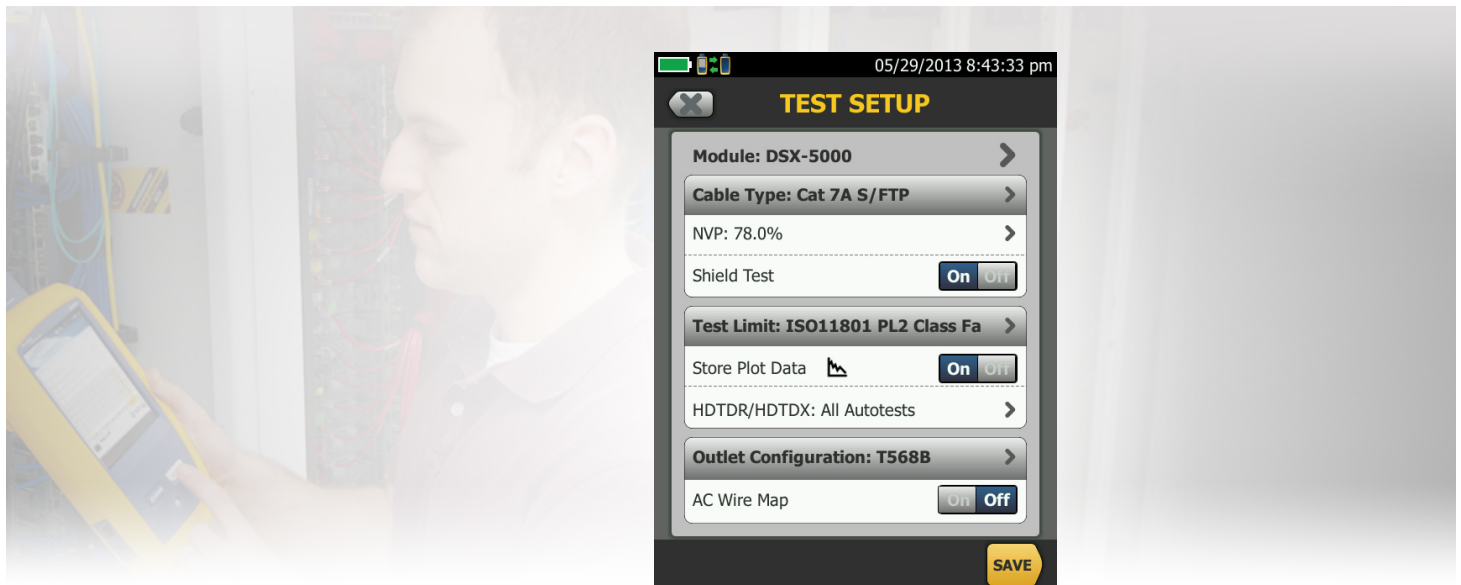 05/29/2013 8:43:33 pm
TEST SETUP
Module: DSX-5000
Cable Type: Cat 7A S/FTP
NVP: 78.0%
Shield Test On Off
Test Limit: ISO11801 PL2 Class Fa
Store Plot Data On Off
HDTDR/HDTDX: All Autotests
Outlet Configuration: T568B
AC Wire Map On Off
SAVE